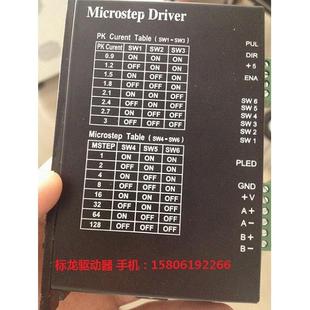 Microstep Driver
PK Curent Table ( SW1~SW3 )
PK Curent SW1 SW2 SW3
0.9 ON ON ON
1.2 ON ON OFF
1.5 ON OFF ON
1.8 ON OFF OFF
2.1 OFF ON ON
2.4 OFF ON OFF
2.7 OFF OFF ON
3 OFF OFF OFF
Microstep Table ( SW4~SW6 )
MSTEP SW4 SW5 SW6
1 ON ON ON
2 ON ON OFF
4 ON OFF ON
8 ON OFF OFF
16 OFF ON ON
32 OFF ON OFF
64 OFF OFF ON
128 OFF OFF OFF
PUL
DIR
+5
ENA
SW 6
SW 5
SW 4
SW 3
SW 2
SW 1
PLED
GND
+V
A+
A-
B+
B-
标龙驱动器 手机：15806192266